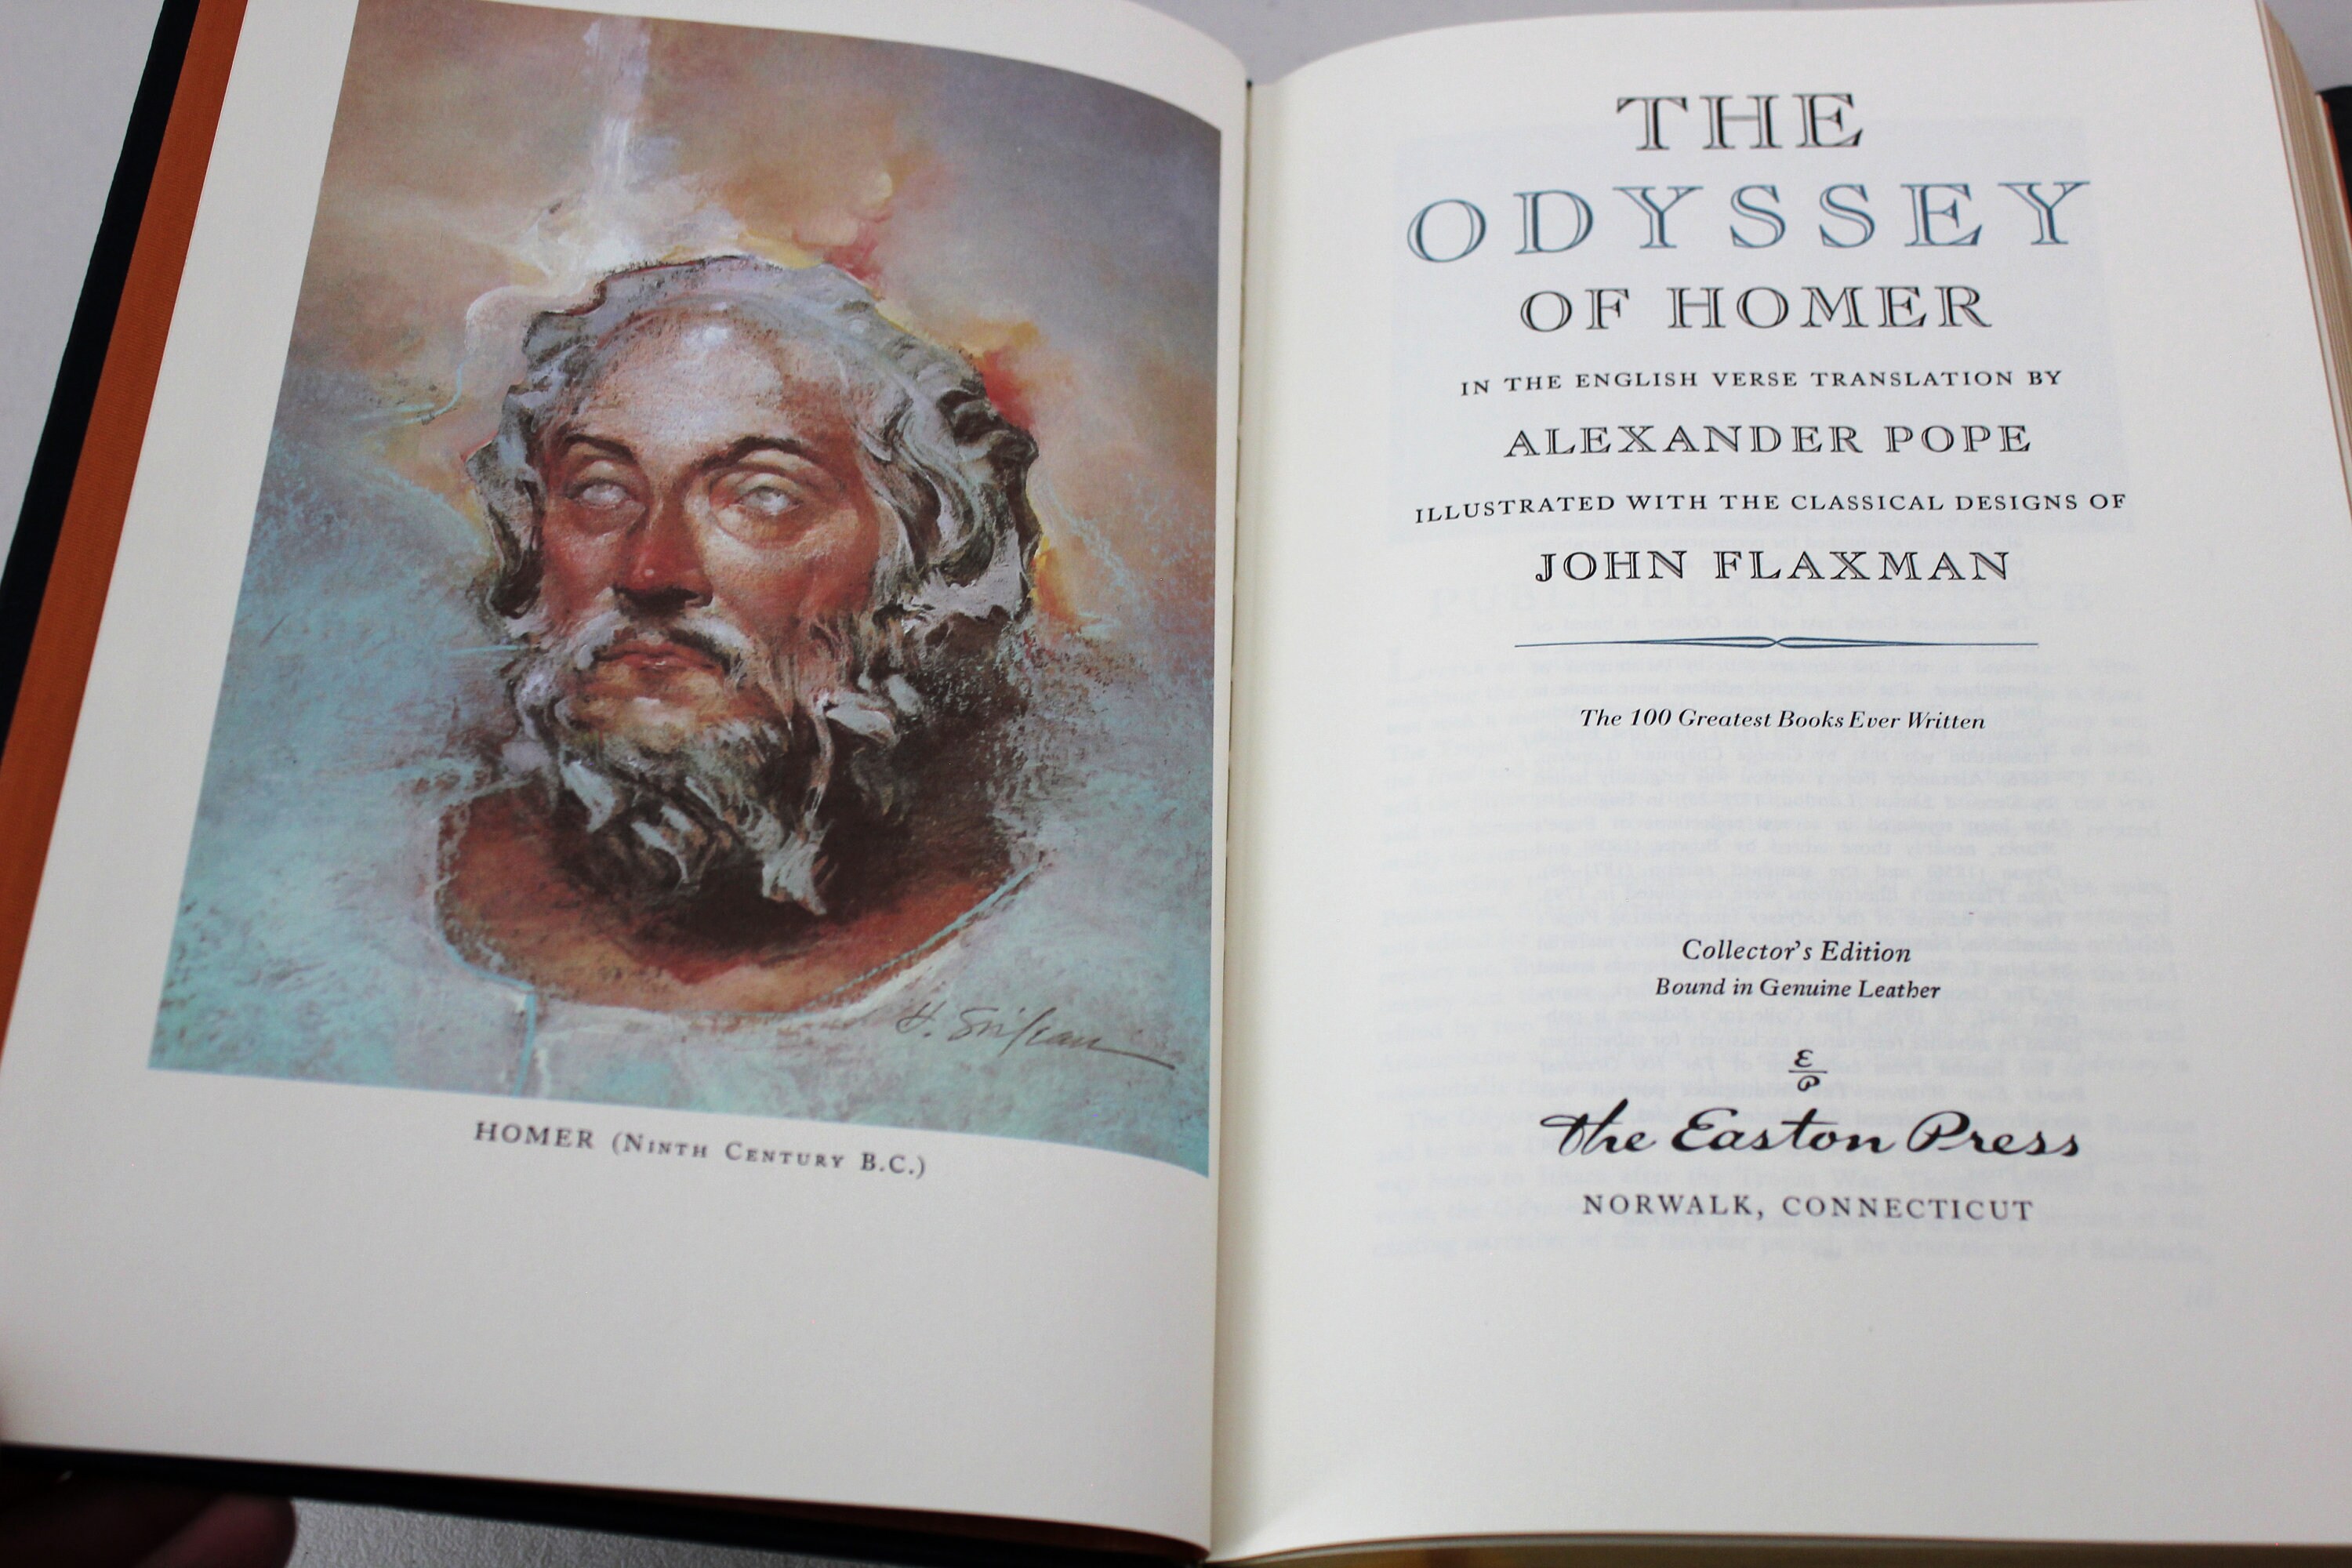 HOMER (NINTH CENTURY B.C.)
THE
ODYSSEY
OF HOMER
IN THE ENGLISH VERSE TRANSLATION BY
ALEXANDER POPE
ILLUSTRATED WITH THE CLASSICAL DESIGNS OF
JOHN FLAXMAN
The 100 Greatest Books Ever Written
Collector's Edition
Bound in Genuine Leather
The Easton Press
NORWALK, CONNECTICUT